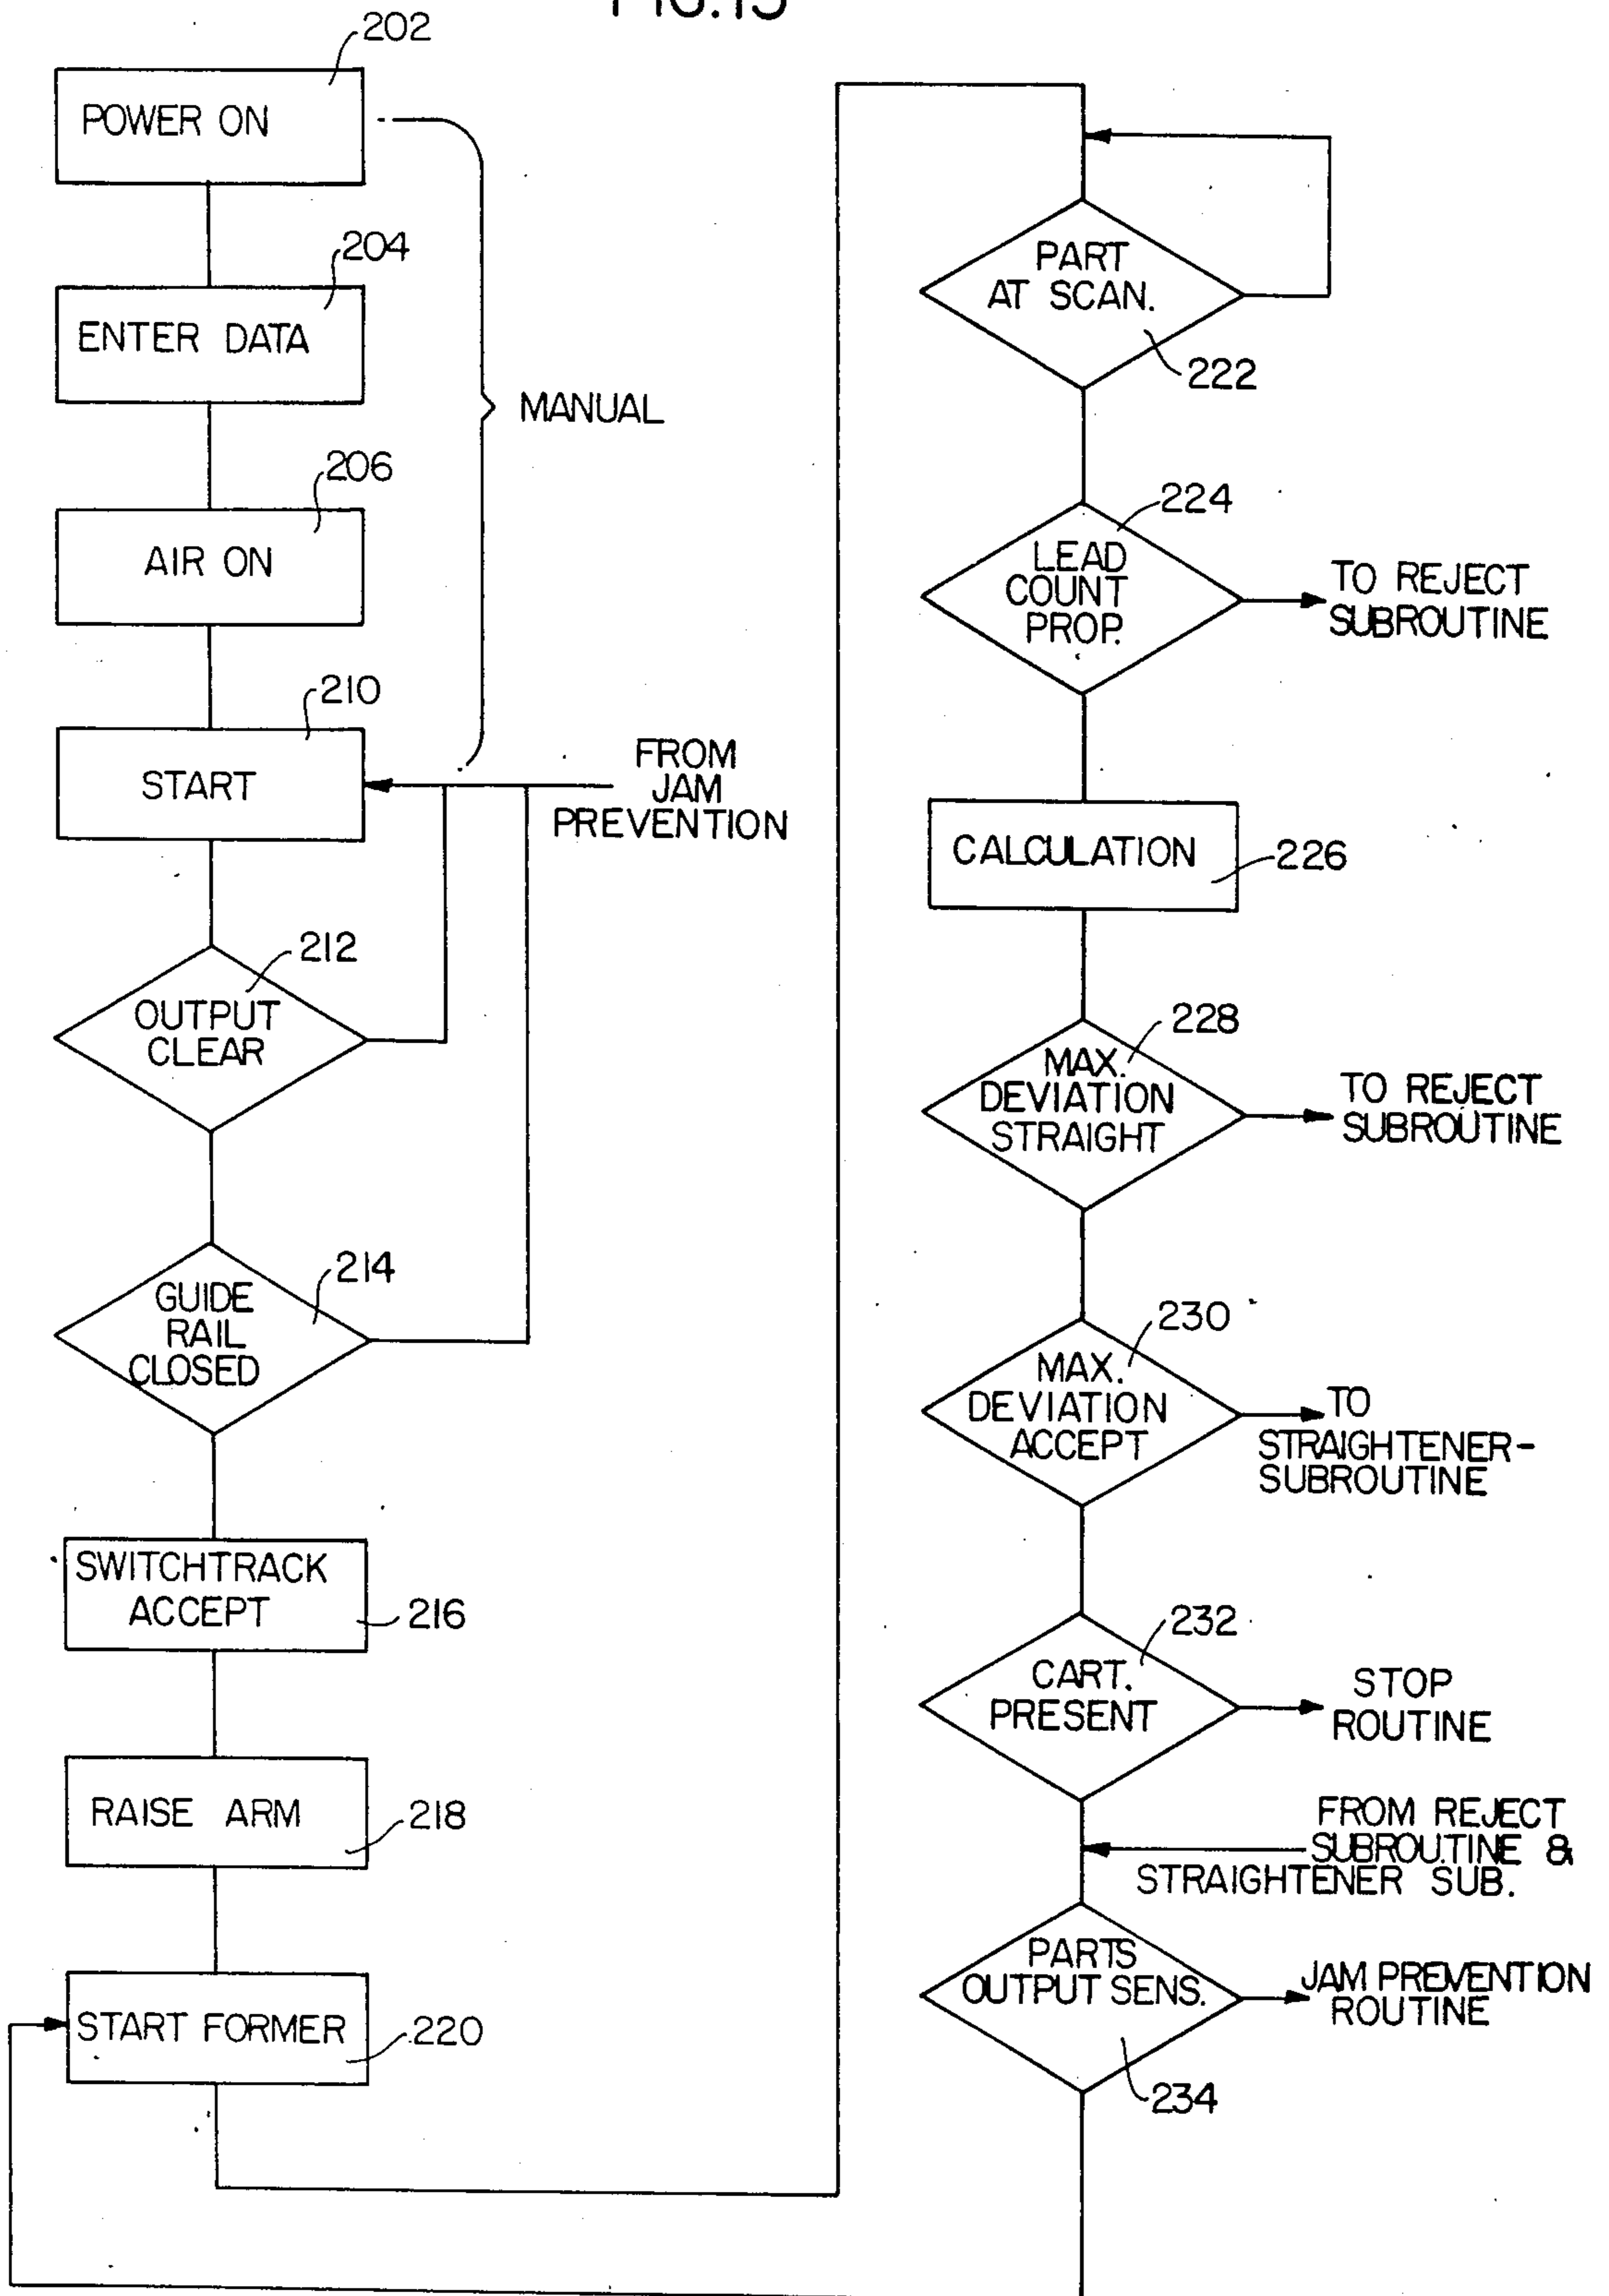 FIG.15
202
POWER ON
204
ENTER DATA
MANUAL
206
AIR ON
210
START
FROM
JAM
PREVENTION
212
OUTPUT
CLEAR
214
GUIDE
RAIL
CLOSED
SWITCHTRACK
ACCEPT
216
RAISE ARM
218
START FORMER
220
PART
AT SCAN.
222
224
LEAD
COUNT
PROP.
TO REJECT
SUBROUTINE
CALCULATION
226
228
MAX.
DEVIATION
STRAIGHT
TO REJECT
SUBROUTINE
230
MAX.
DEVIATION
ACCEPT
TO
STRAIGHTENER-
SUBROUTINE
232
CART.
PRESENT
STOP
ROUTINE
FROM REJECT
SUBROUTINE &
STRAIGHTENER SUB.
PARTS
OUTPUT SENS.
JAM PREVENTION
ROUTINE
234